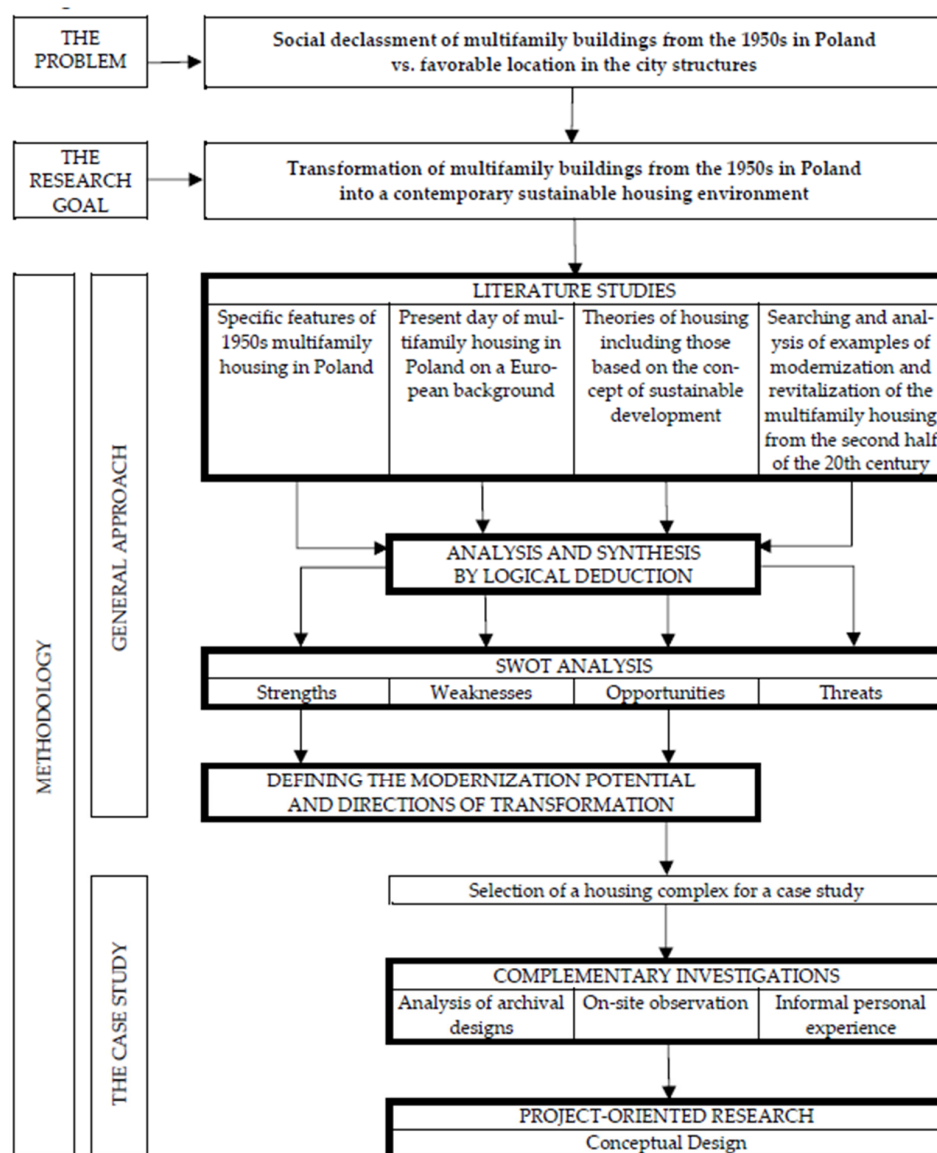 THE
PROBLEM
Social declassment of multifamily buildings from the 1950s in Poland
vs. favorable location in the city structures
THE
RESEARCH
GOAL
Transformation of multifamily buildings from the 1950s in Poland
into a contemporary sustainable housing environment
METHODOLOGY
GENERAL APPROACH
LITERATURE STUDIES
Specific features of
1950s multifamily
housing in Poland
Present day of mul-
tifamily housing in
Poland on a Euro-
pean background
Theories of housing
including those
based on the con-
cept of sustainable
development
Searching and anal-
ysis of examples of
modernization and
revitalization of the
multifamily housing
from the second half
of the 20th century
ANALYSIS AND SYNTHESIS
BY LOGICAL DEDUCTION
SWOT ANALYSIS
Strengths
Weaknesses
Opportunities
Threats
DEFINING THE MODERNIZATION POTENTIAL
AND DIRECTIONS OF TRANSFORMATION
THE CASE STUDY
Selection of a housing complex for a case study
COMPLEMENTARY INVESTIGATIONS
Analysis of archival
designs
On-site observation
Informal personal
experience
PROJECT-ORIENTED RESEARCH
Conceptual Design